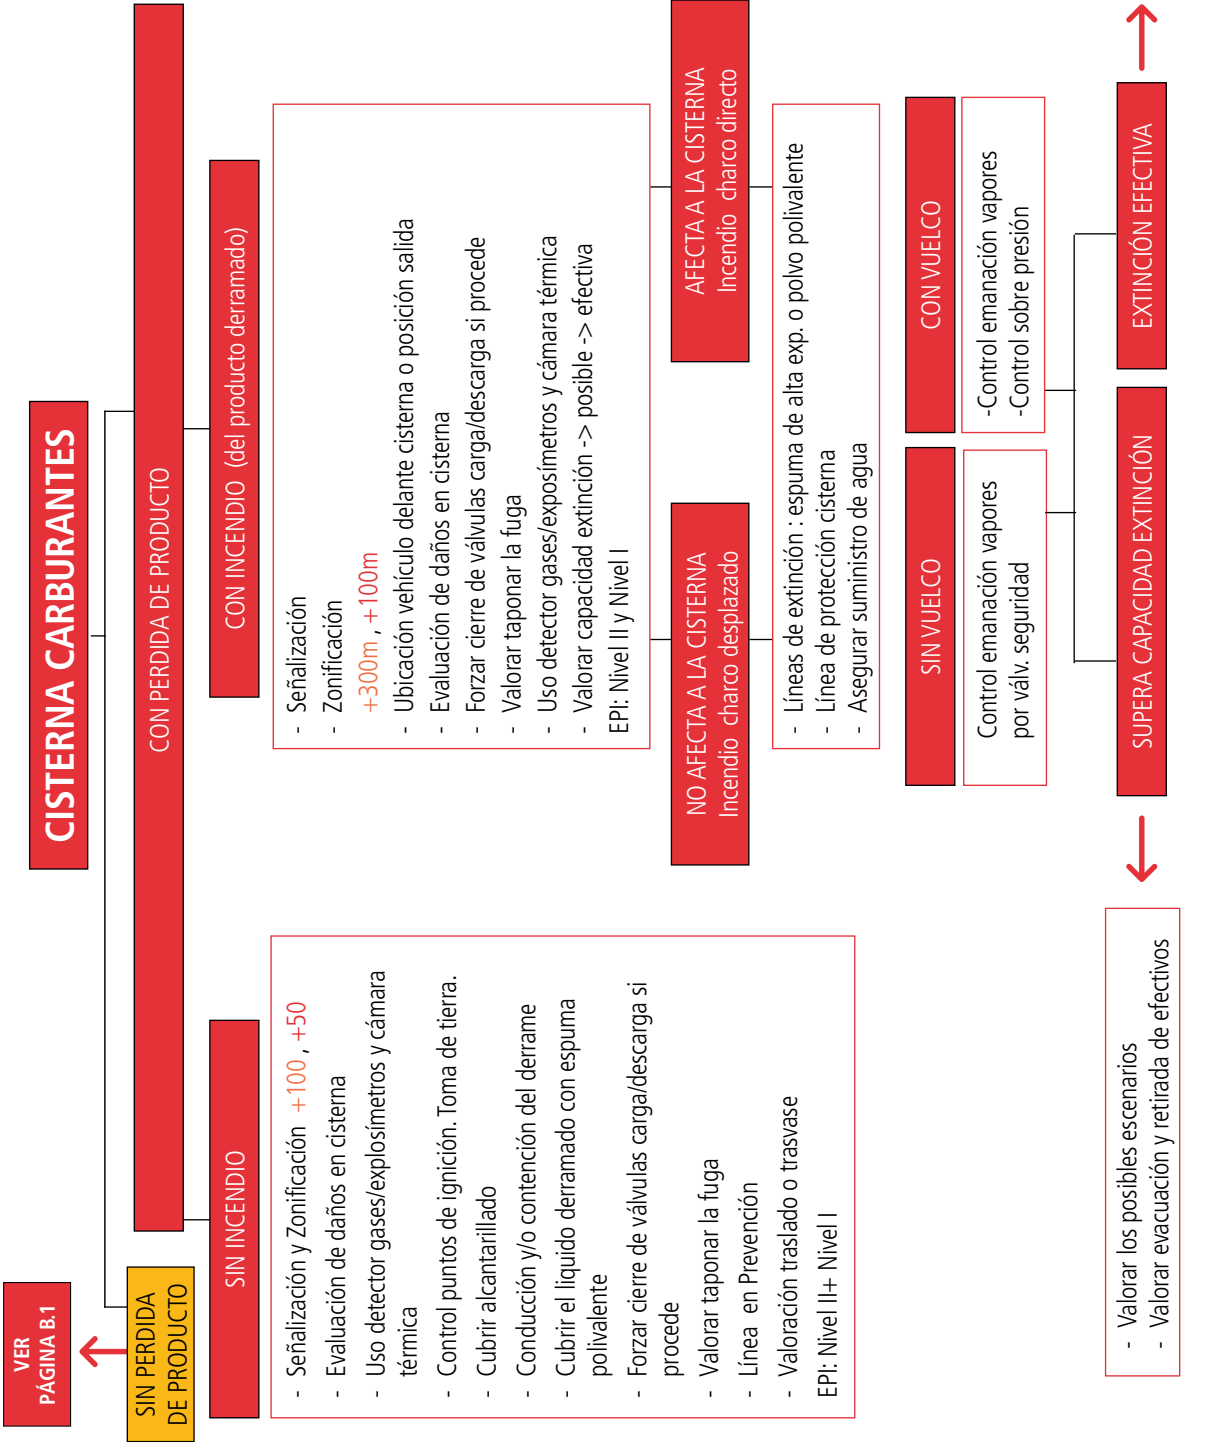 CISTERNA CARBURANTES
VER
PÁGINA B.1
SIN PERDIDA
DE PRODUCTO
CON PERDIDA DE PRODUCTO
SIN INCENDIO
- Señalización y Zonificación +100 , +50
- Evaluación de daños en cisterna
- Uso detector gases/explosímetros y cámara
térmica
- Control puntos de ignición. Toma de tierra.
- Cubrir alcantarillado
- Conducción y/o contención del derrame
- Cubrir el liquido derramado con espuma
polivalente
- Forzar cierre de válvulas carga/descarga si
procede
- Valorar taponar la fuga
- Línea en Prevención
- Valoración traslado o trasvase
EPI: Nivel II+ Nivel I
CON INCENDIO (del producto derramado)
- Señalización
- Zonificación
+300m , +100m
- Ubicación vehículo delante cisterna o posición salida
- Evaluación de daños en cisterna
- Forzar cierre de válvulas carga/descarga si procede
- Valorar taponar la fuga
- Uso detector gases/exposímetros y cámara térmica
- Valorar capacidad extinción -> posible -> efectiva
EPI: Nivel II y Nivel I
NO AFECTA A LA CISTERNA
Incendio charco desplazado
AFECTA A LA CISTERNA
Incendio charco directo
- Líneas de extinción : espuma de alta exp. o polvo polivalente
- Línea de protección cisterna
- Asegurar suministro de agua
SIN VUELCO
Control emanación vapores
por válv. seguridad
CON VUELCO
-Control emanación vapores
-Control sobre presión
SUPERA CAPACIDAD EXTINCIÓN
EXTINCIÓN EFECTIVA
- Valorar los posibles escenarios
- Valorar evacuación y retirada de efectivos